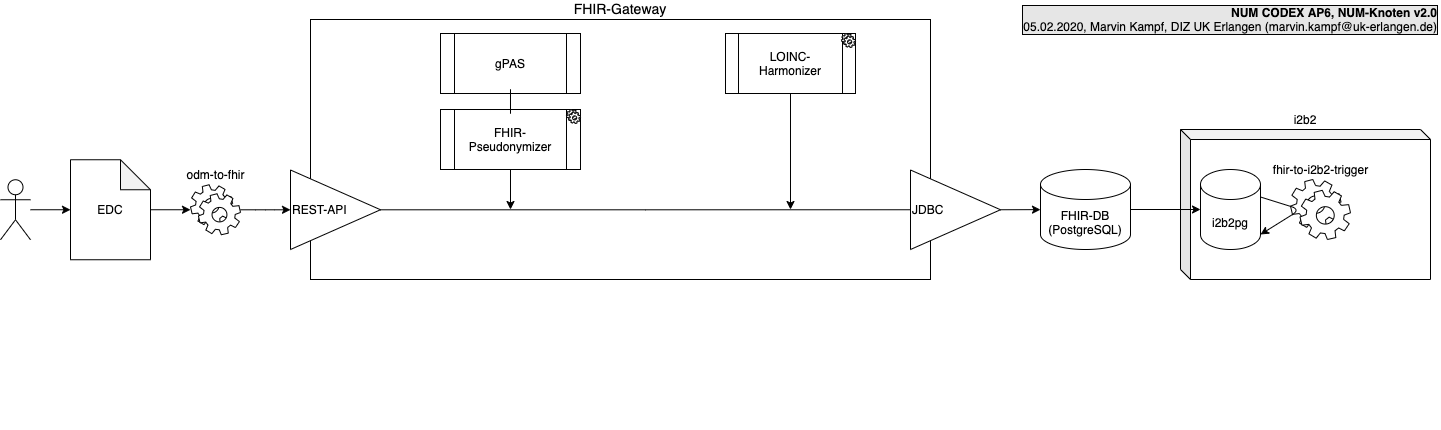 FHIR-Gateway
NUM CODEX AP6, NUM-Knoten v2.0
05.02.2020, Marvin Kampf, DIZ UK Erlangen (marvin.kampf@uk-erlangen.de)
gPAS
LOINC-
Harmonizer
FHIR-
Pseudonymizer
i2b2
odm-to-fhir
fhir-to-i2b2-trigger
EDC
REST-API
JDBC
FHIR-DB
(PostgreSQL)
i2b2pg